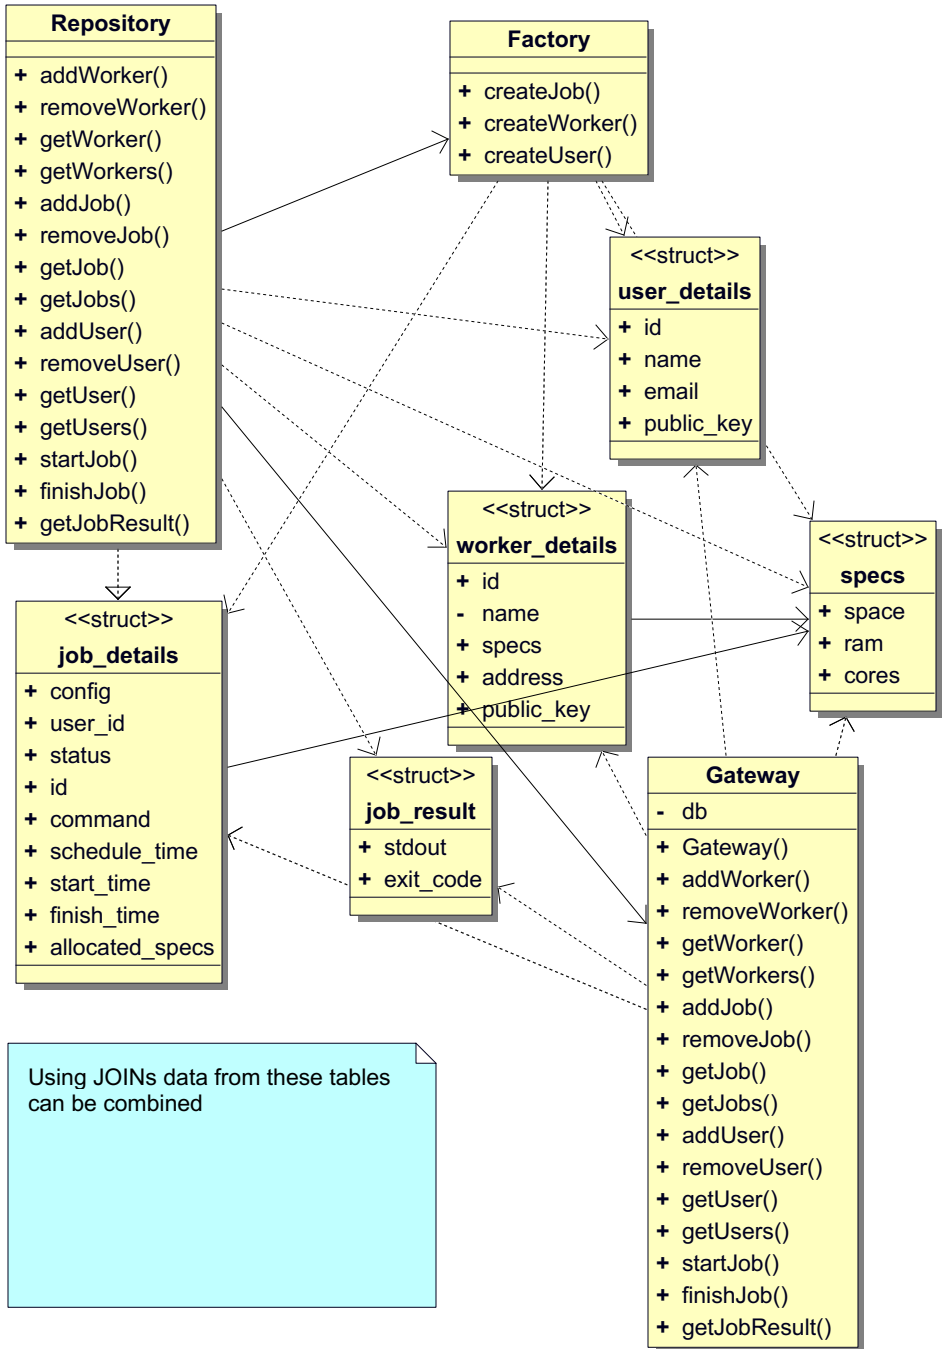 Repository
+ addWorker()
+ removeWorker()
+ getWorker()
+ getWorkers()
+ addJob()
+ removeJob()
+ getJob()
+ getJobs()
+ addUser()
+ removeUser()
+ getUser()
+ getUsers()
+ startJob()
+ finishJob()
+ getJobResult()
Factory
+ createJob()
+ createWorker()
+ createUser()
<<struct>>
user_details
+ id
+ name
+ email
+ public_key
<<struct>>
worker_details
+ id
- name
+ specs
+ address
+ public_key
<<struct>>
specs
+ space
+ ram
+ cores
<<struct>>
job_details
+ config
+ user_id
+ status
+ id
+ command
+ schedule_time
+ start_time
+ finish_time
+ allocated_specs
<<struct>>
job_result
+ stdout
+ exit_code
Gateway
- db
+ Gateway()
+ addWorker()
+ removeWorker()
+ getWorker()
+ getWorkers()
+ addJob()
+ removeJob()
+ getJob()
+ getJobs()
+ addUser()
+ removeUser()
+ getUser()
+ getUsers()
+ startJob()
+ finishJob()
+ getJobResult()
Using JOINs data from these tables
can be combined